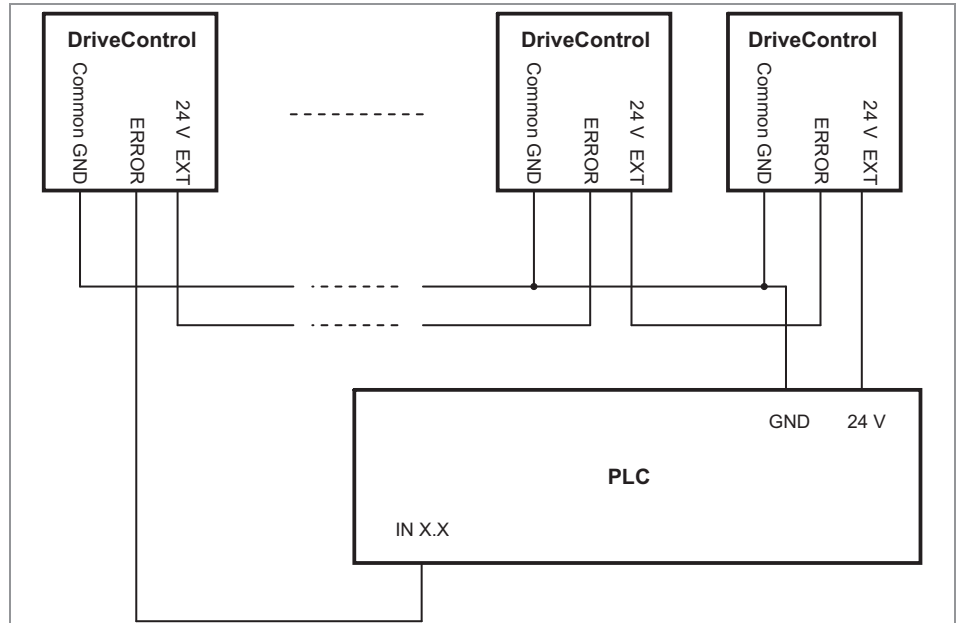 DriveControl
Common GND
ERROR
24 V EXT
DriveControl
Common GND
ERROR
24 V EXT
DriveControl
Common GND
ERROR
24 V EXT
GND
24 V
PLC
IN X.X